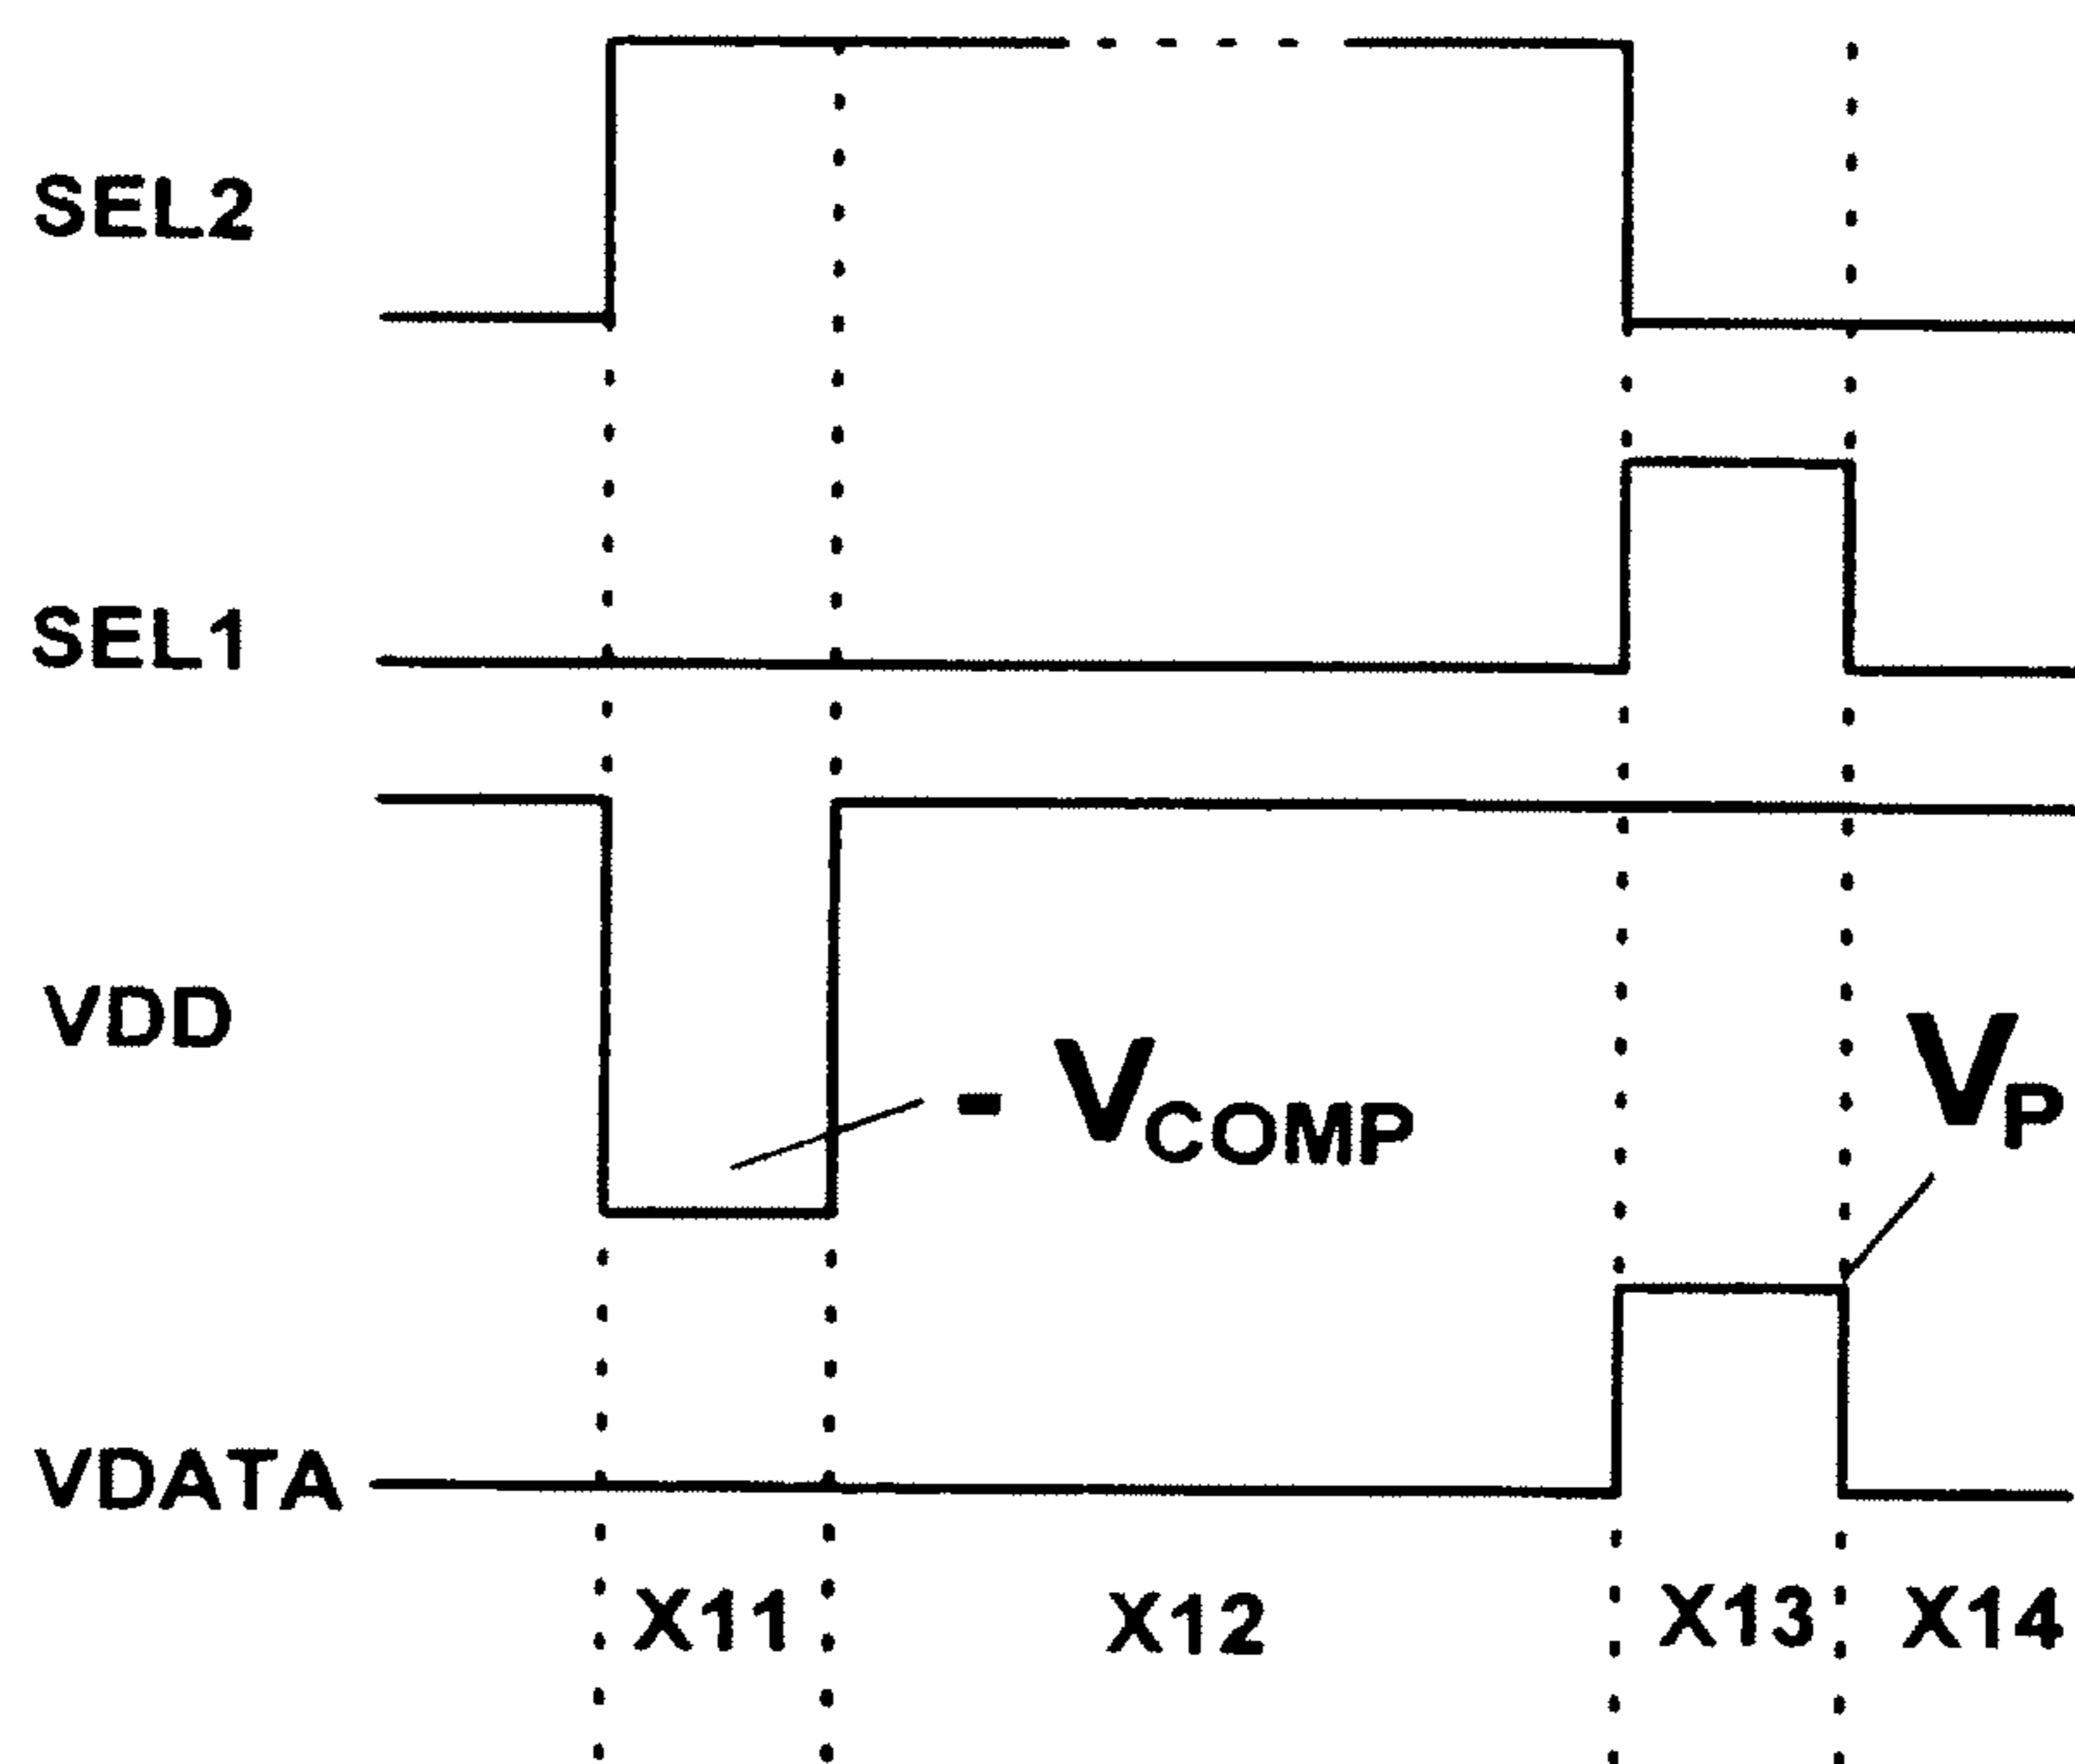 SEL2
SEL1
VDD
- VCOMP
VP
VDATA
X11 X12 X13 X14